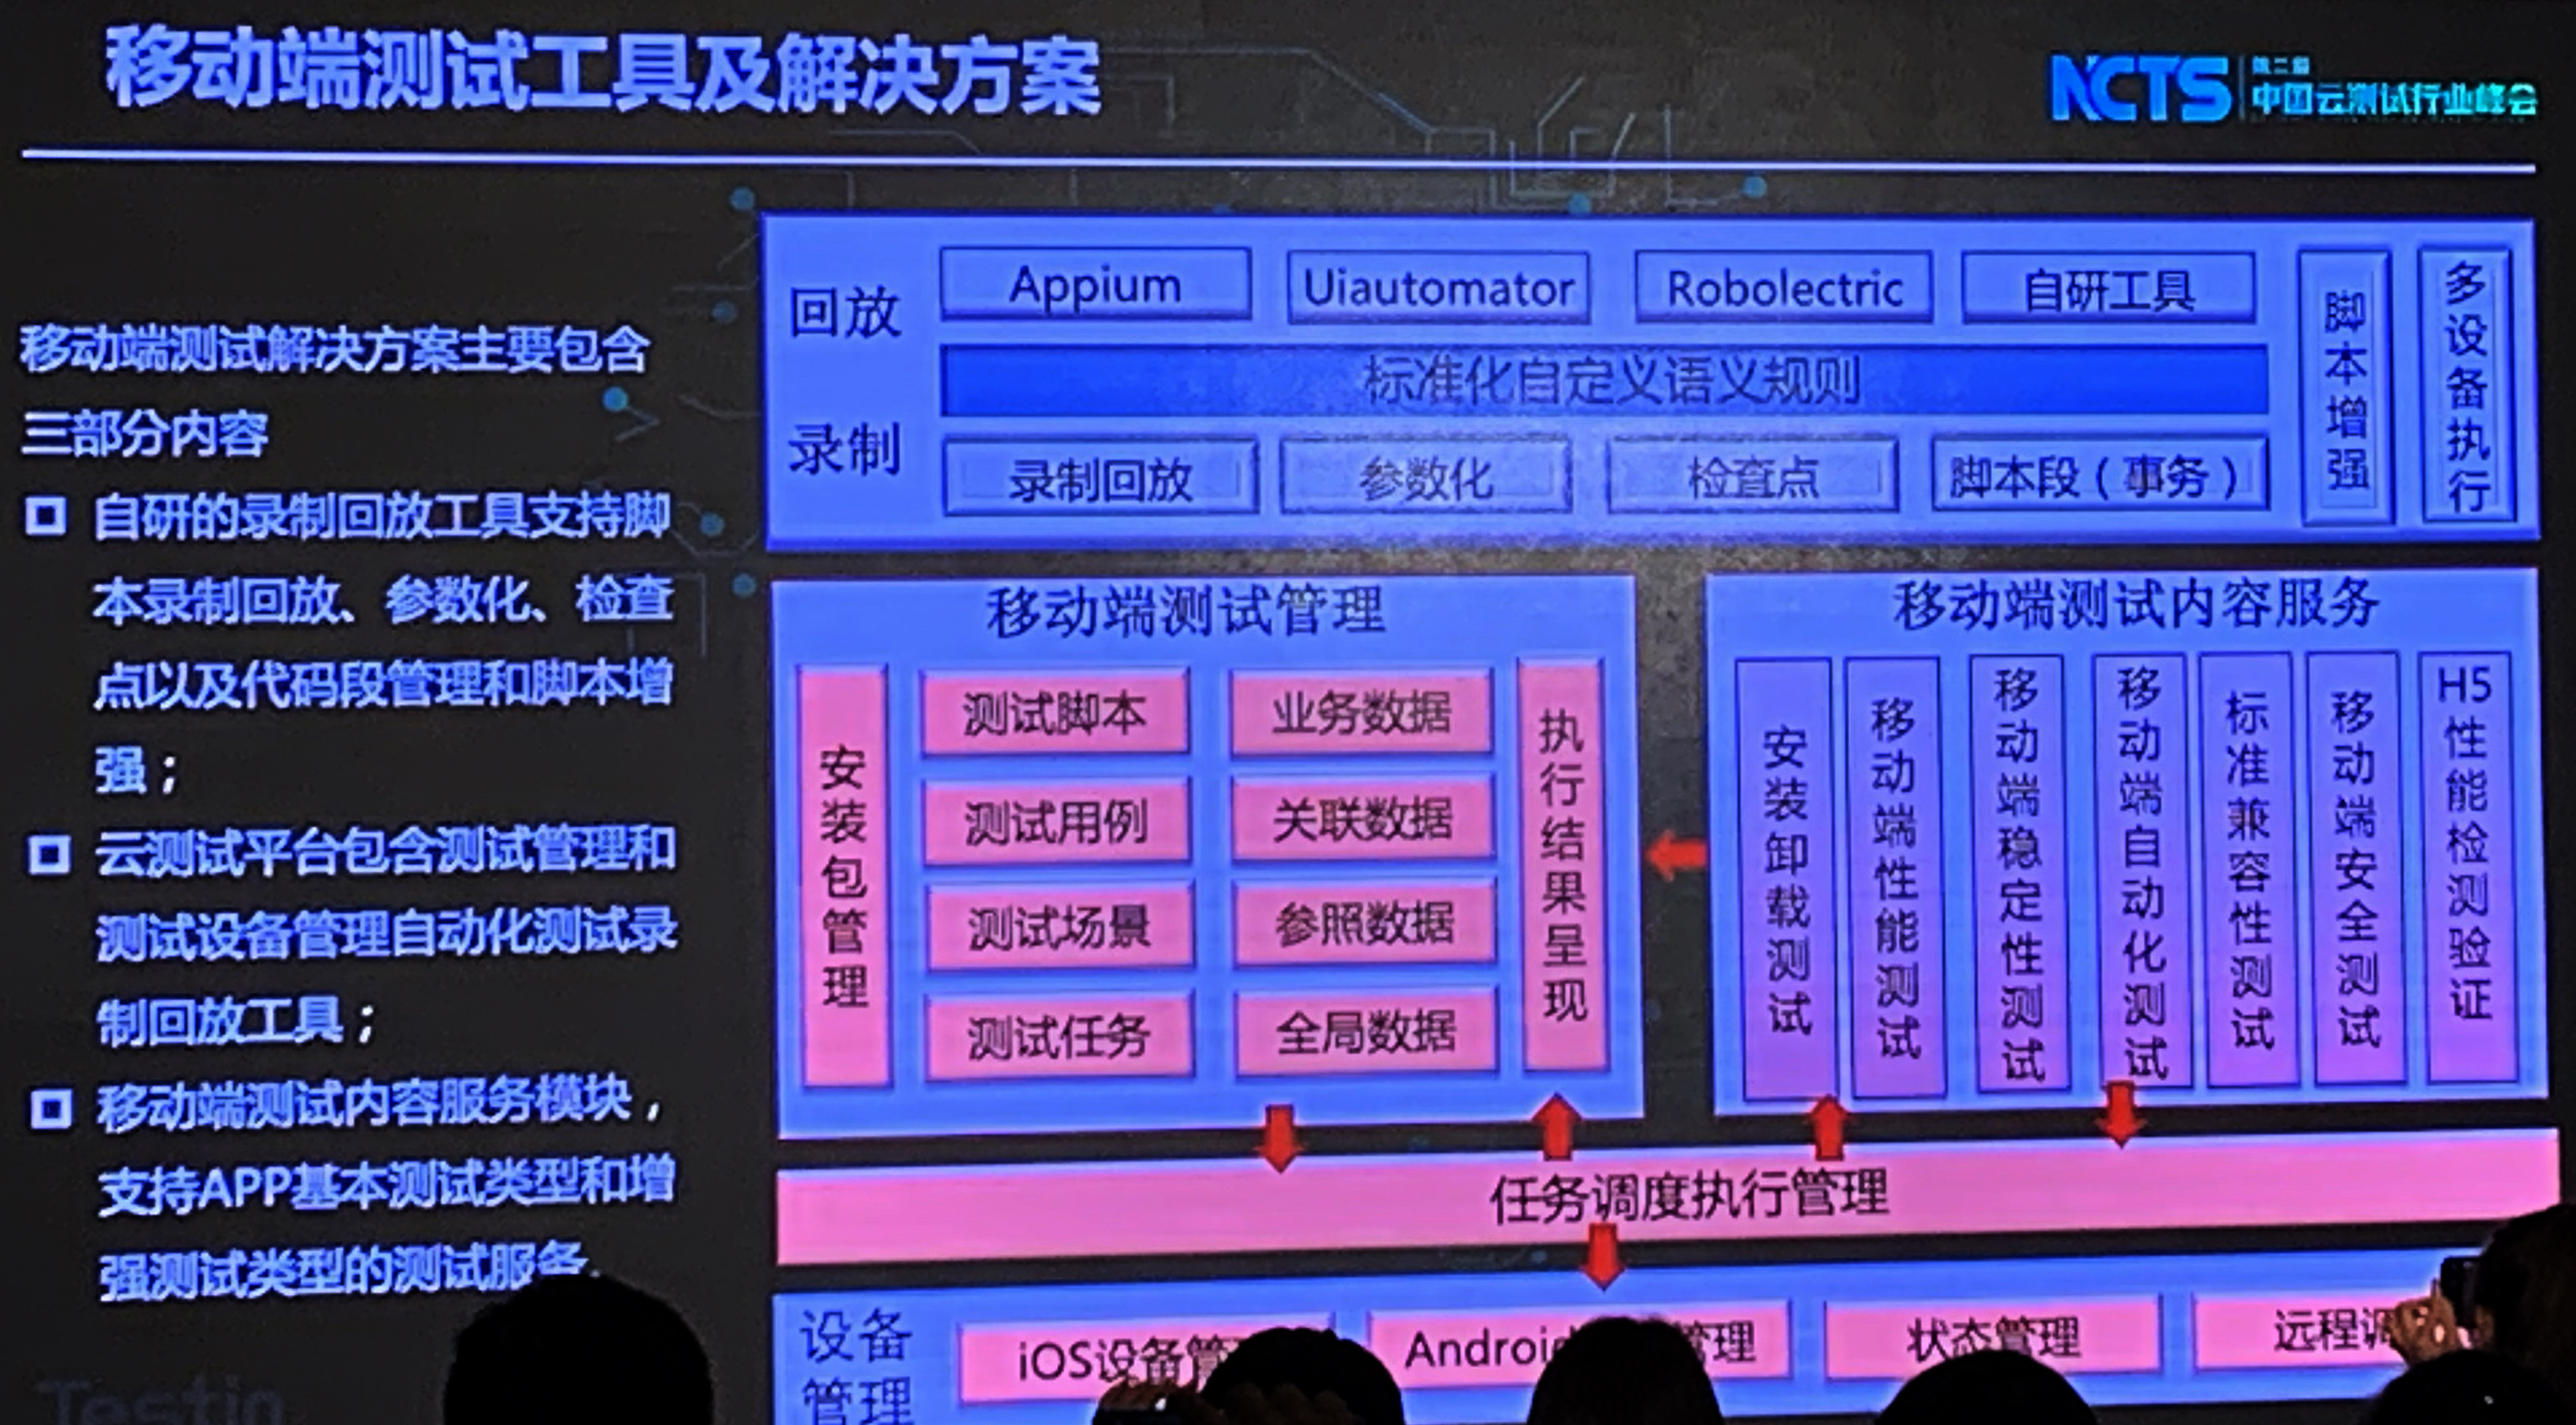 移动端测试工具及解决方案
NCTS
第二届
中国云测试行业峰会
移动端测试解决方案主要包含
三部分内容
自研的录制回放工具支持脚
本录制回放、参数化、检查
点以及代码段管理和脚本增
强；
云测试平台包含测试管理和
测试设备管理自动化测试录
制回放工具；
移动端测试内容服务模块，
支持APP基本测试类型和增
强测试类型的测试服务
Testin
回放
Appium
Uiautomator
Robolectric
自研工具
标准化自定义语义规则
录制
录制回放
参数化
检查点
脚本段（事务）
脚本增强
多设备执行
移动端测试管理
安装包管理
测试脚本
业务数据
测试用例
关联数据
测试场景
参照数据
测试任务
全局数据
执行结果呈现
移动端测试内容服务
安装卸载测试
移动端性能测试
移动端稳定性测试
移动端自动化测试
标准兼容性测试
移动端安全测试
H5性能检测验证
任务调度执行管理
设备
管理
iOS设备管
Androi
管理
状态管理
远程调